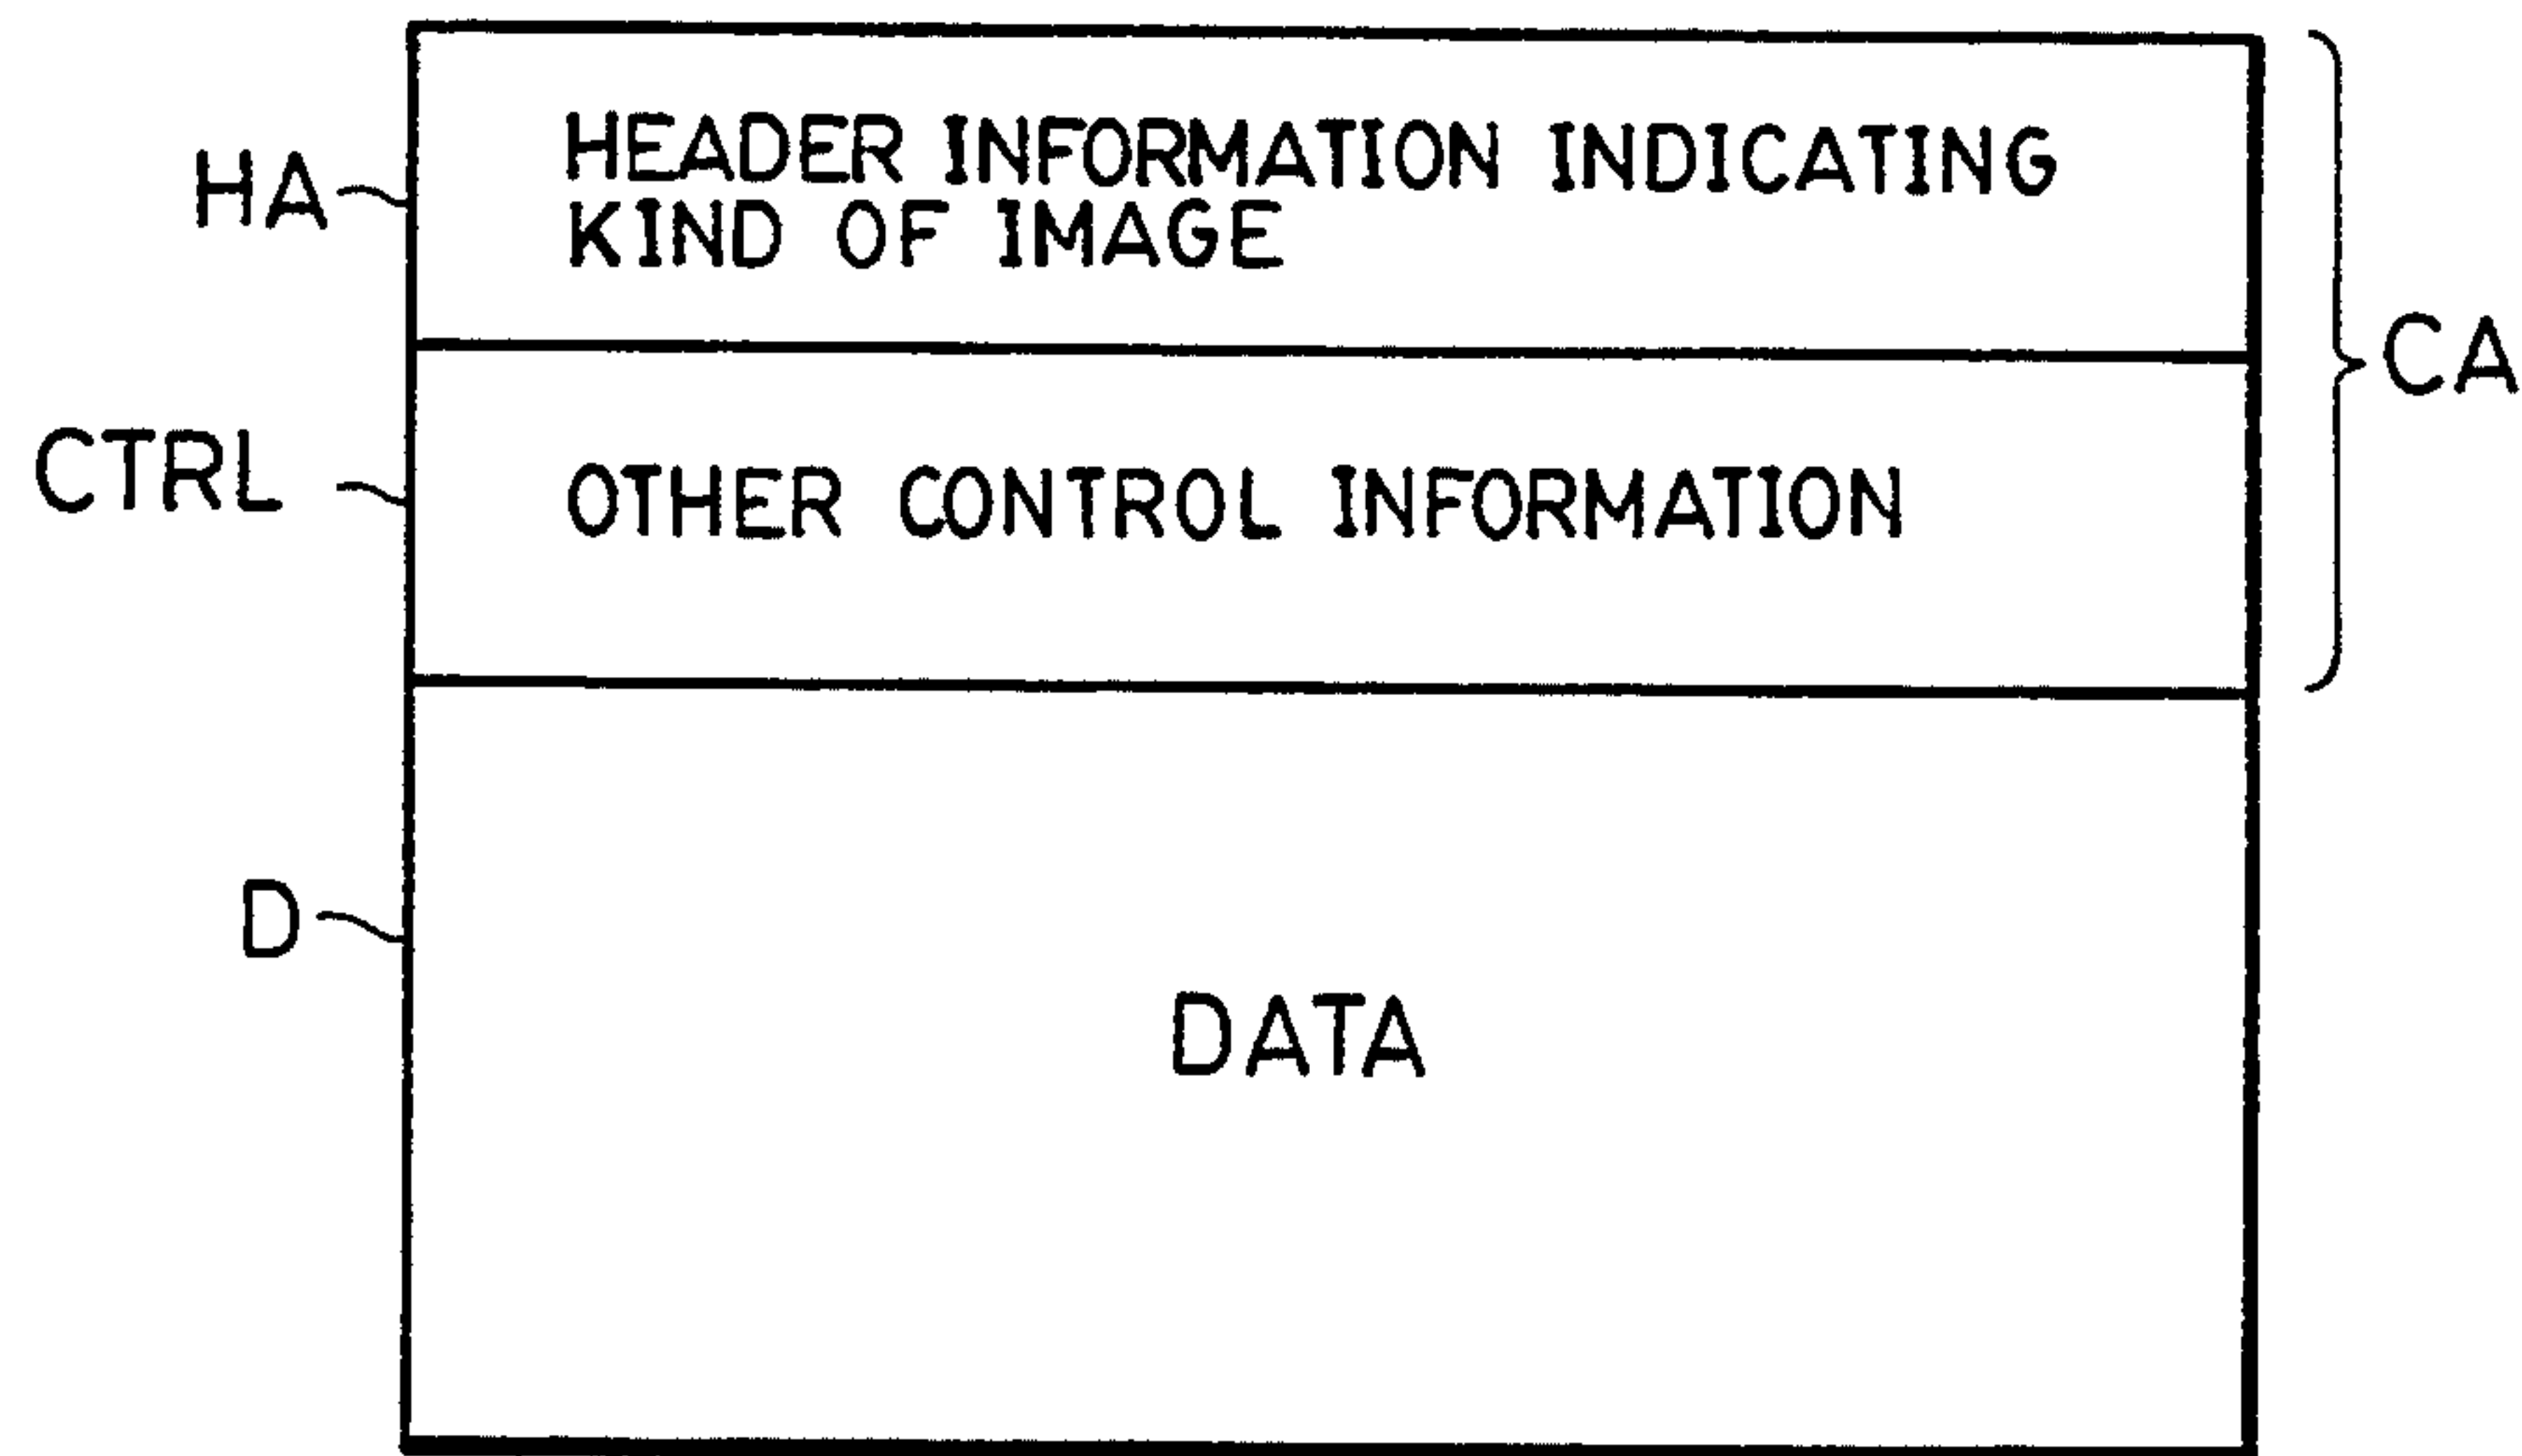 HEADER INFORMATION INDICATING
KIND OF IMAGE
HA
CA
OTHER CONTROL INFORMATION
CTRL
D
DATA